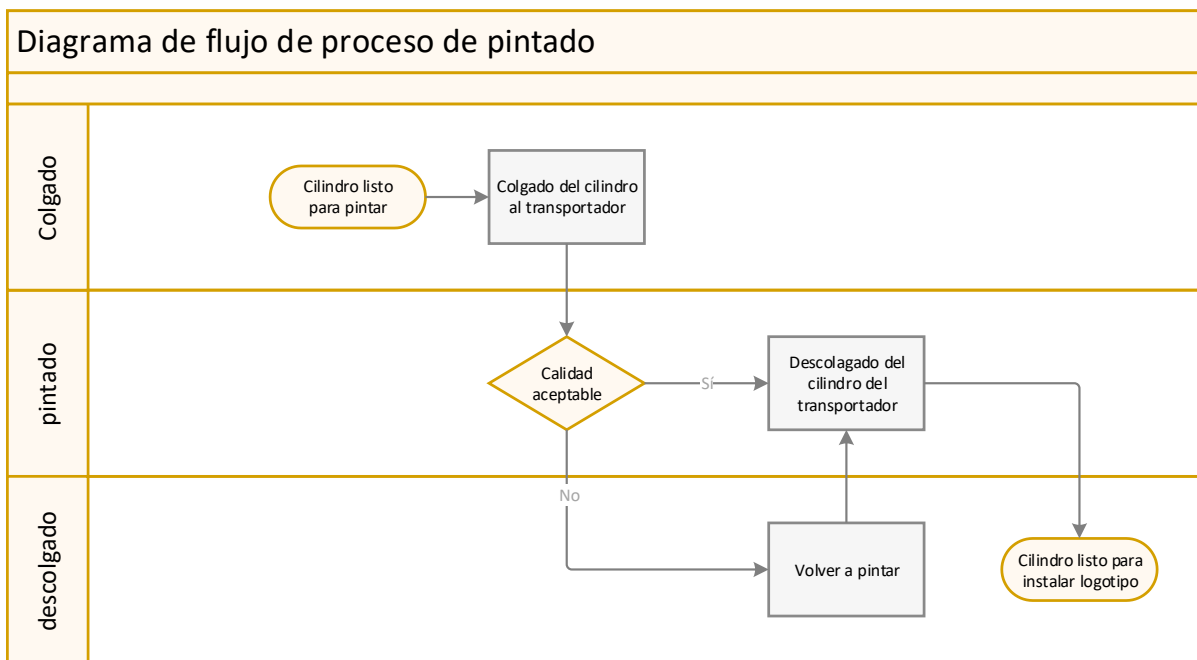 Diagrama de flujo de proceso de pintado
Colgado
Cilindro listo
para pintar
Colgado del cilindro
al transportador
pintado
Calidad
aceptable
Sí
Descolagado del
cilindro del
transportador
descolgado
No
Volver a pintar
Cilindro listo para
instalar logotipo